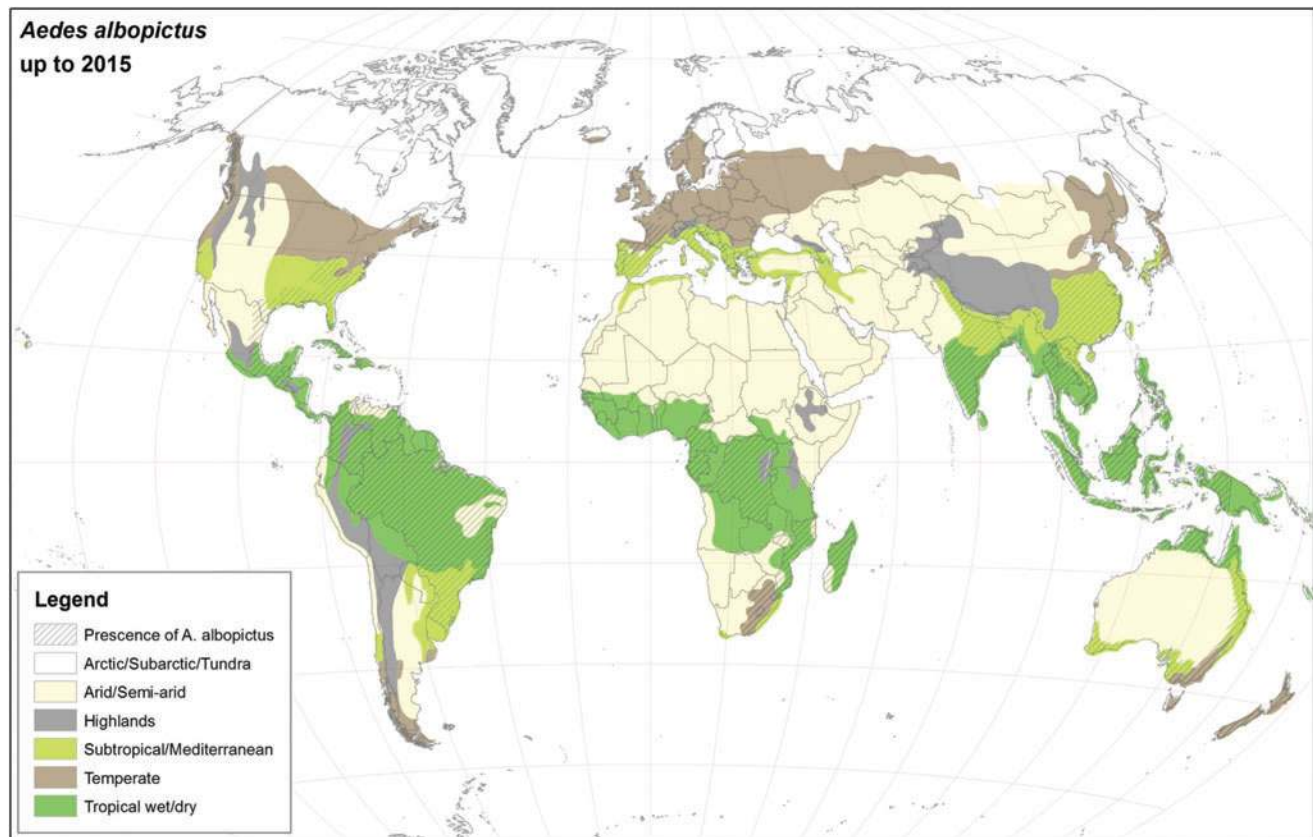 Aedes albopictus
up to 2015
Legend
Prescence of A. albopictus
Arctic/Subarctic/Tundra
Arid/Semi-arid
Highlands
Subtropical/Mediterranean
Temperate
Tropical wet/dry